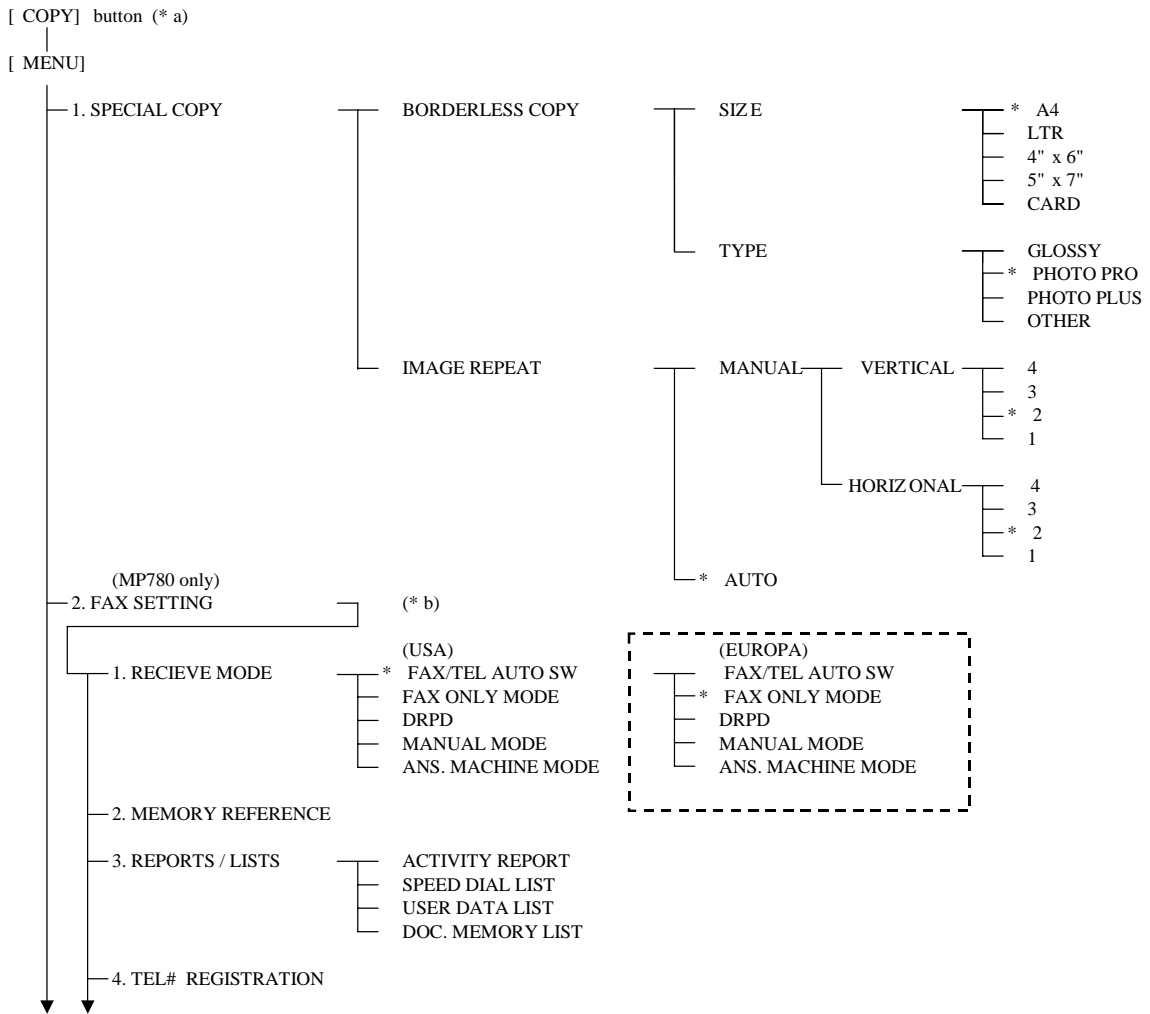 [ COPY] button (* a)
[ MENU]
1. SPECIAL COPY
BORDERLESS COPY
SIZE
* A4
LTR
4" x 6"
5" x 7"
CARD
TYPE
GLOSSY
* PHOTO PRO
PHOTO PLUS
OTHER
IMAGE REPEAT
MANUAL
VERTICAL
4
3
* 2
1
HORIZONAL
4
3
* 2
1
* AUTO
(MP780 only)
2. FAX SETTING
(* b)
1. RECIEVE MODE
(USA)
* FAX/TEL AUTO SW
FAX ONLY MODE
DRPD
MANUAL MODE
ANS. MACHINE MODE
(EUROPA)
FAX/TEL AUTO SW
* FAX ONLY MODE
DRPD
MANUAL MODE
ANS. MACHINE MODE
2. MEMORY REFERENCE
3. REPORTS / LISTS
ACTIVITY REPORT
SPEED DIAL LIST
USER DATA LIST
DOC. MEMORY LIST
4. TEL# REGISTRATION